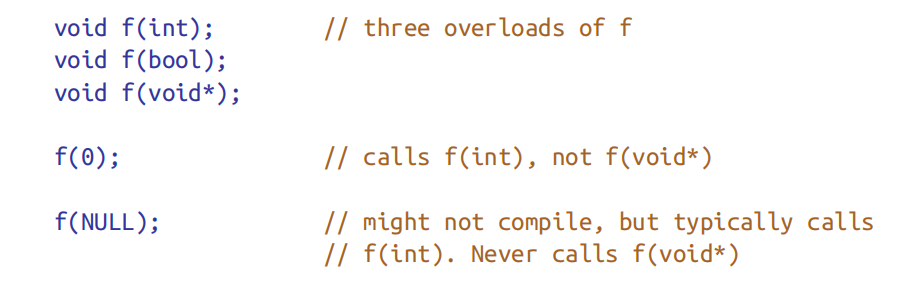 void f(int); // three overloads of f
void f(bool);
void f(void*);
f(0); // calls f(int), not f(void*)
f(NULL); // might not compile, but typically calls
// f(int). Never calls f(void*)